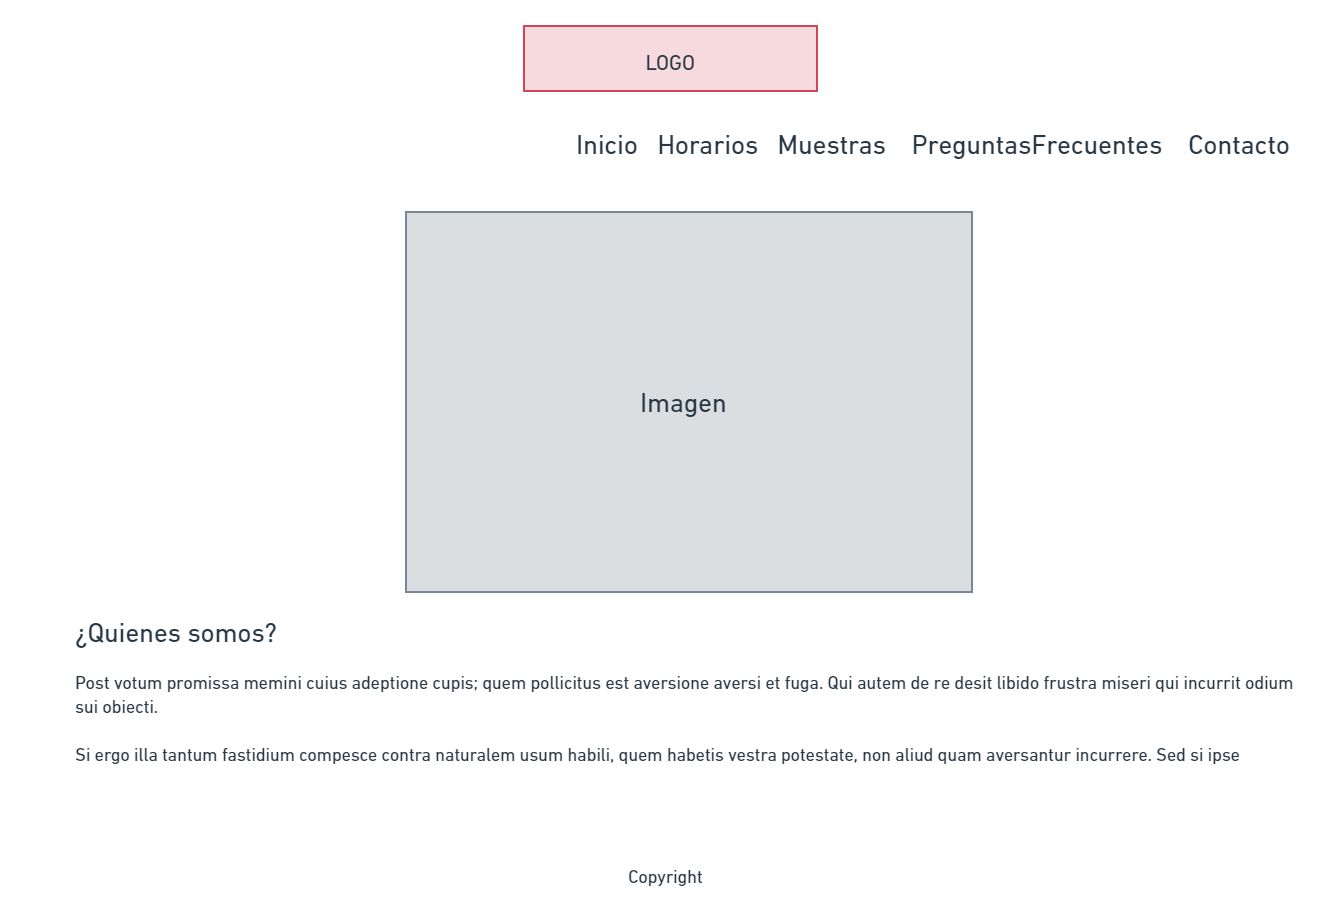 LOGO
Inicio Horarios Muestras PreguntasFrecuentes Contacto
Imagen
¿Quienes somos?
Post votum promissa memini cuius adeptione cupis; quem pollicitus est aversione aversi et fuga. Qui autem de re desit libido frustra miseri qui incurrit odium
sui obiecti.
Si ergo illa tantum fastidium compesce contra naturalem usum habili, quem habetis vestra potestate, non aliud quam aversantur incurrere. Sed si ipse
Copyright